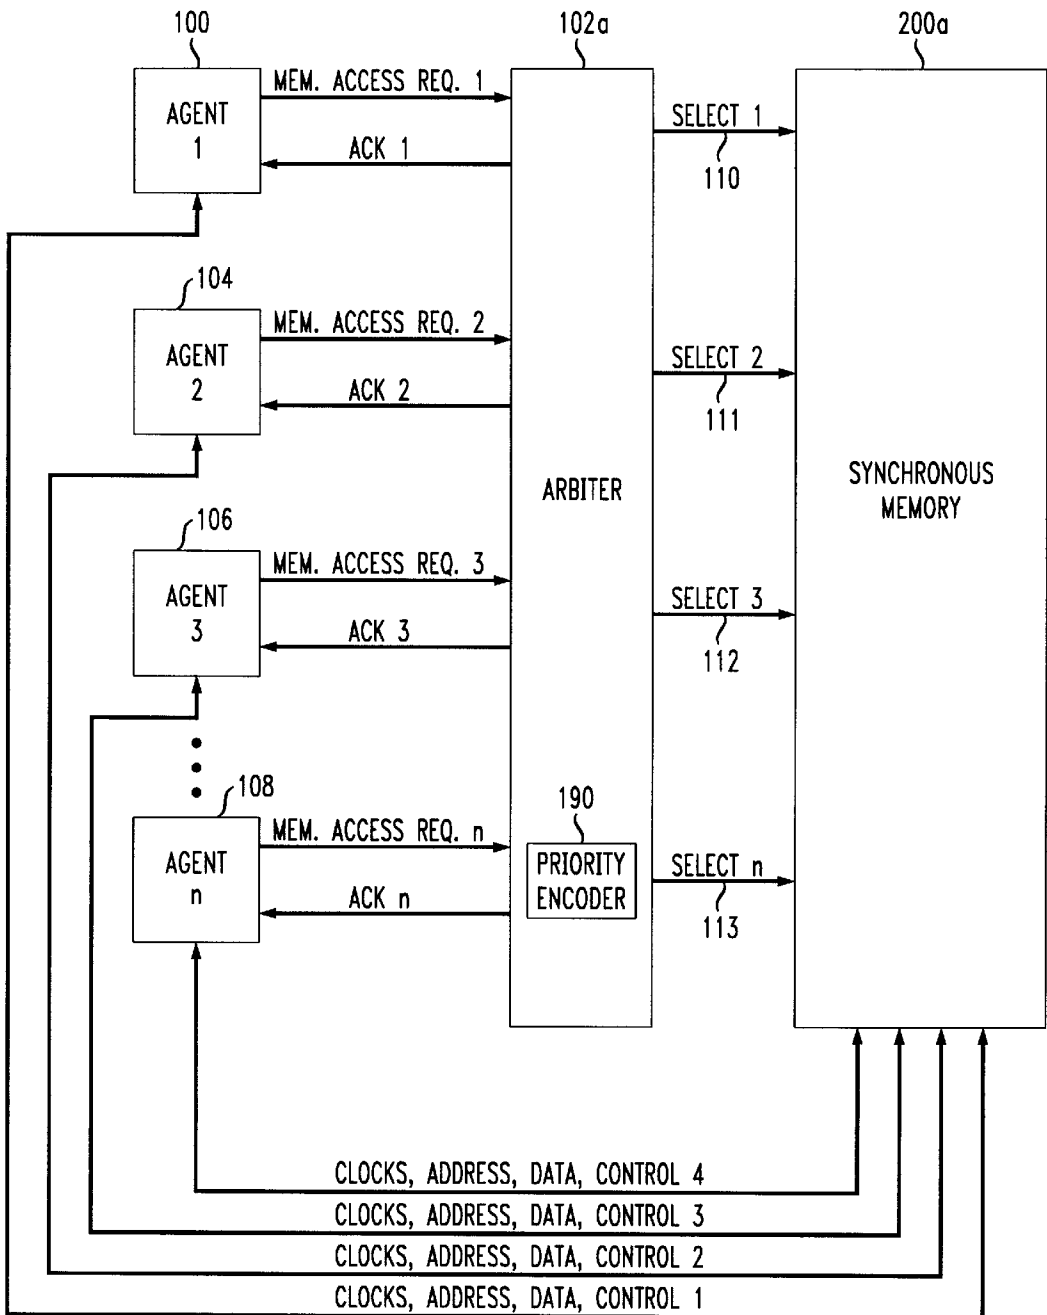 100
102a
200a
AGENT
1
MEM. ACCESS REQ. 1
ACK 1
SELECT 1
110
104
AGENT
2
MEM. ACCESS REQ. 2
ACK 2
SELECT 2
111
ARBITER
SYNCHRONOUS
MEMORY
106
AGENT
3
MEM. ACCESS REQ. 3
ACK 3
SELECT 3
112
108
AGENT
n
MEM. ACCESS REQ. n
ACK n
190
PRIORITY
ENCODER
SELECT n
113
CLOCKS, ADDRESS, DATA, CONTROL 4
CLOCKS, ADDRESS, DATA, CONTROL 3
CLOCKS, ADDRESS, DATA, CONTROL 2
CLOCKS, ADDRESS, DATA, CONTROL 1